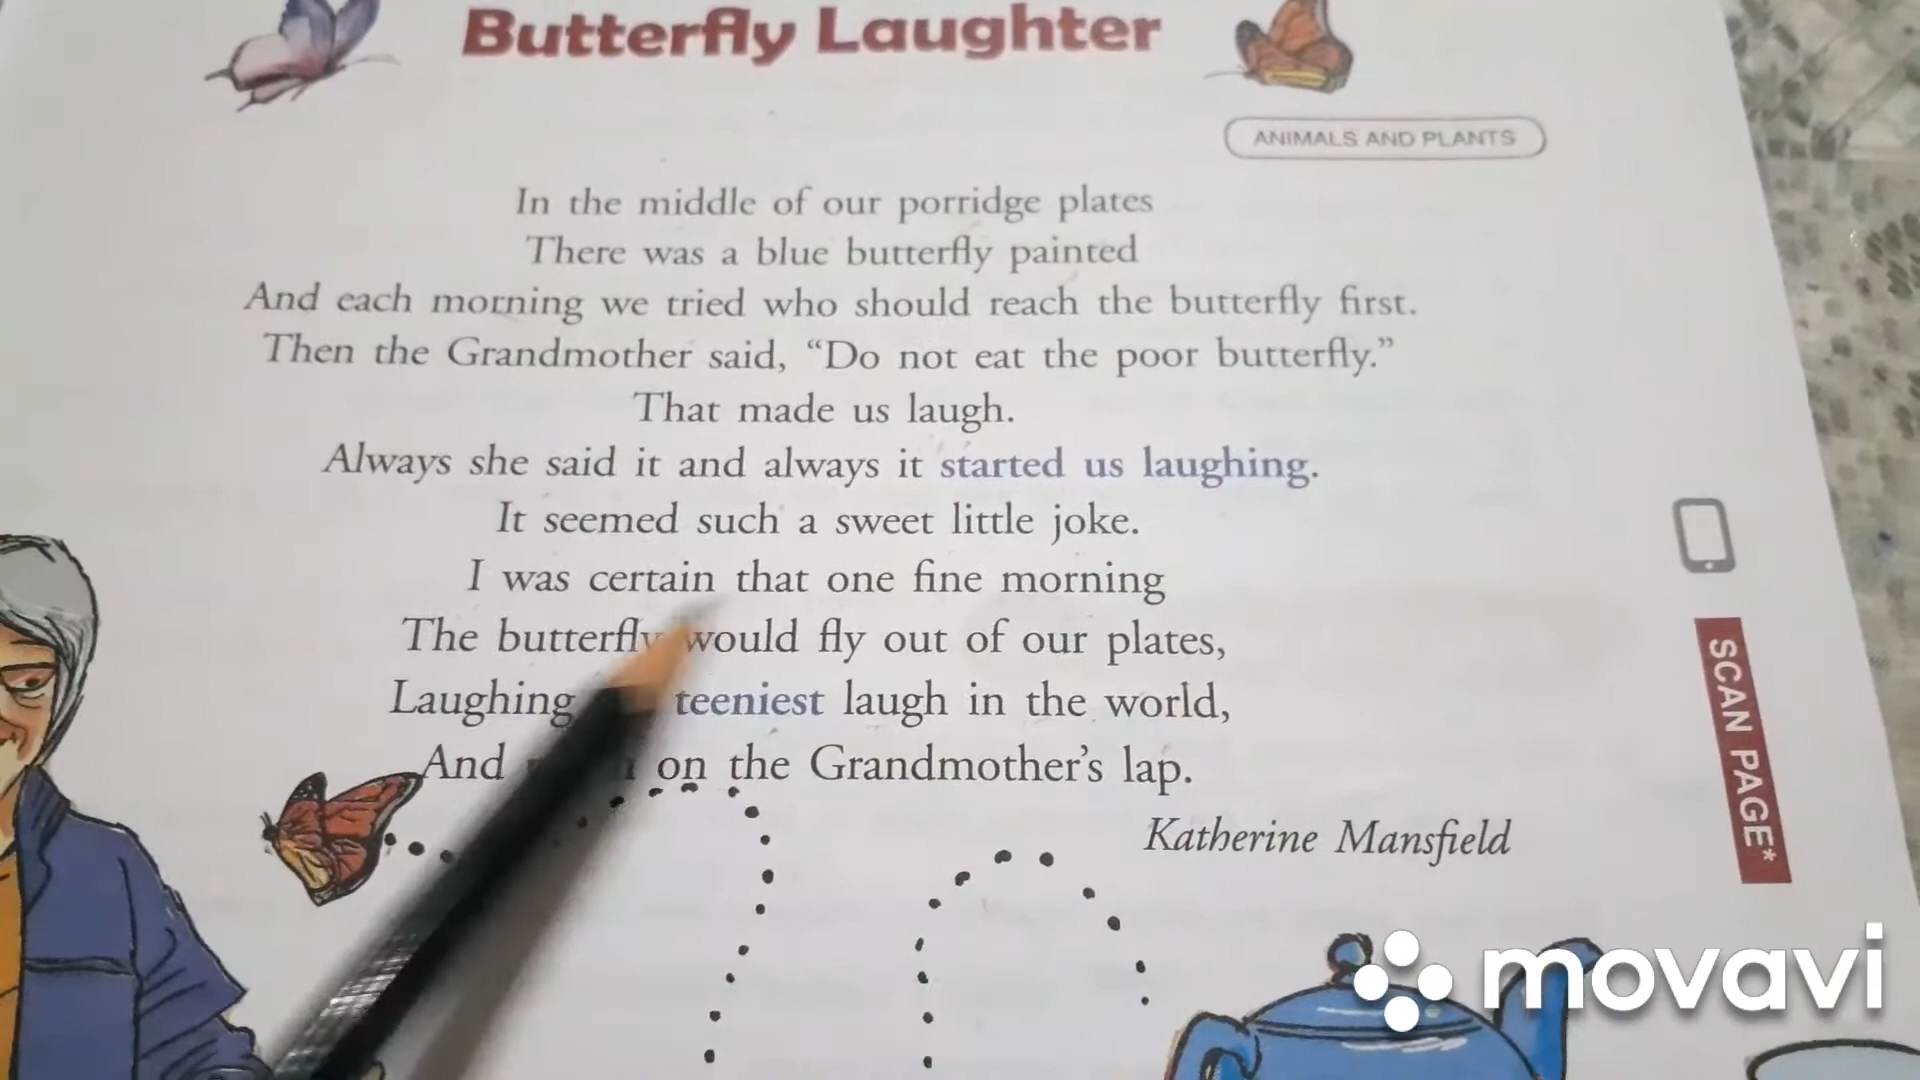 Butterfly Laughter
ANIMALS AND PLANTS
In the middle of our porridge plates
There was a blue butterfly painted
And each morning we tried who should reach the butterfly first.
Then the Grandmother said, “Do not eat the poor butterfly.”
That made us laugh.
Always she said it and always it started us laughing.
It seemed such a sweet little joke.
I was certain that one fine morning
The butterfly would fly out of our plates,
Laughing teeniest laugh in the world,
And on the Grandmother’s lap.
Katherine Mansfield
SCAN PAGE*
movavi